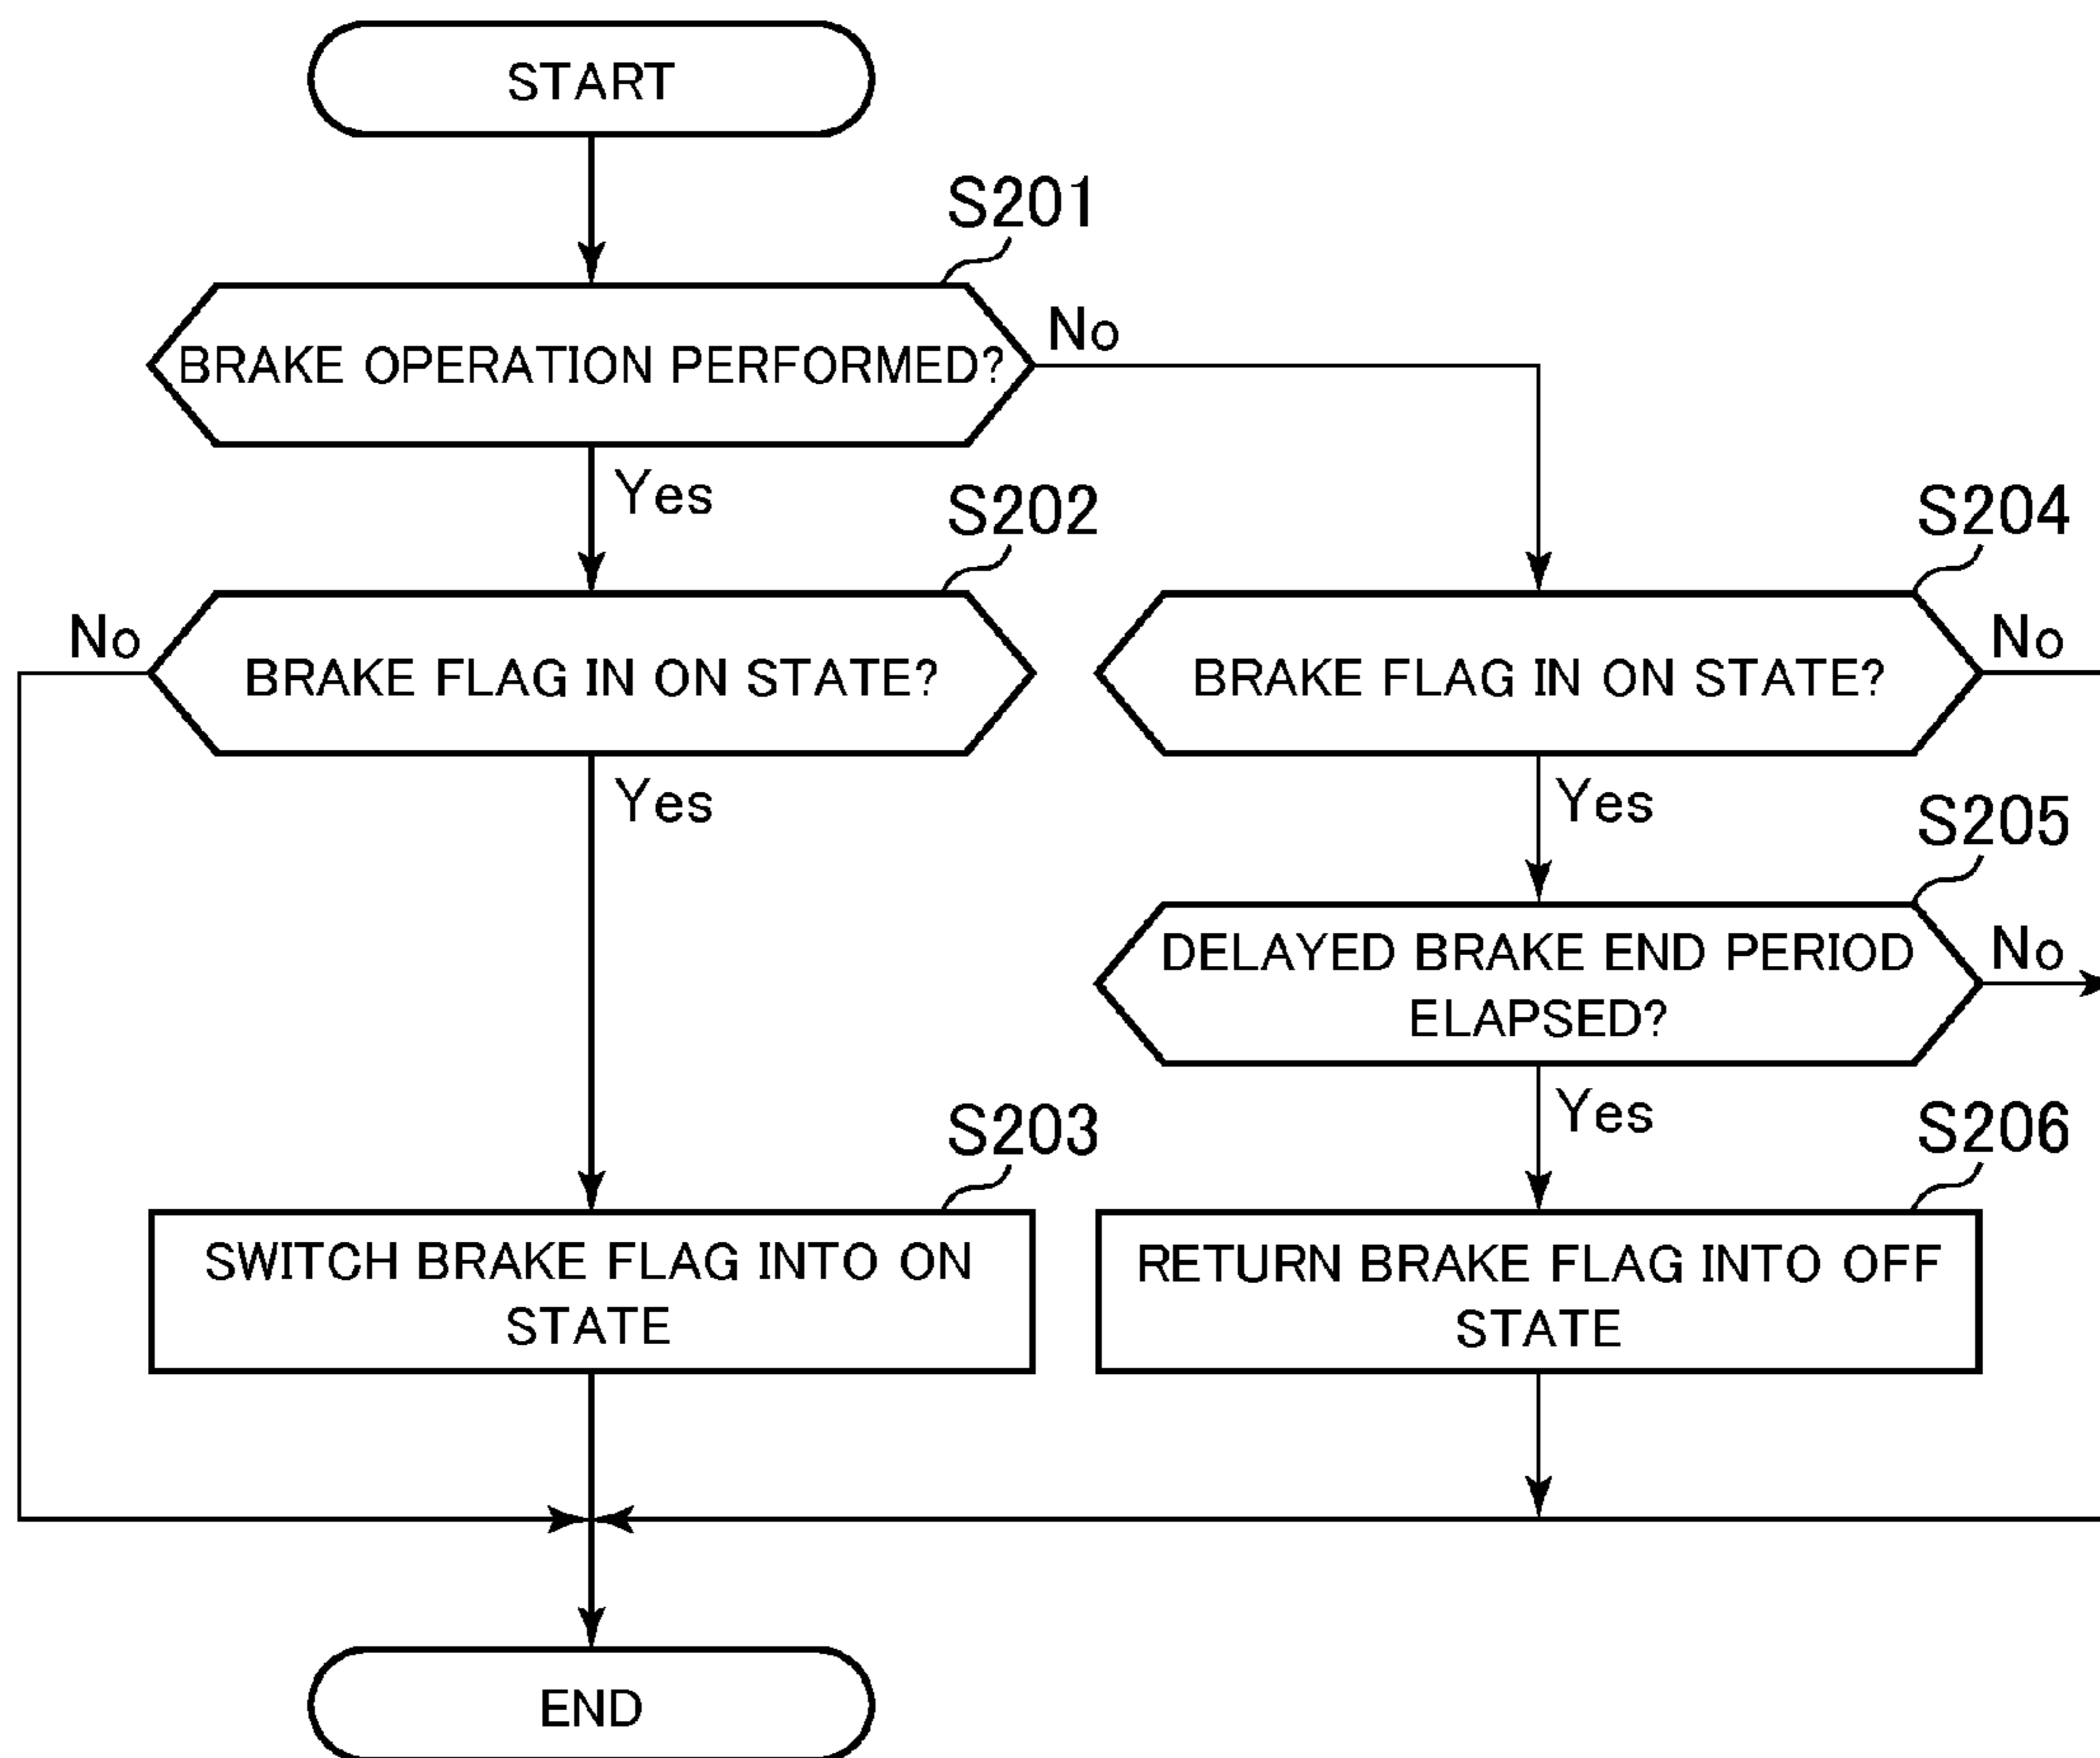 START
S201
BRAKE OPERATION PERFORMED?
No
Yes
S202
No
BRAKE FLAG IN ON STATE?
Yes
S204
BRAKE FLAG IN ON STATE?
No
Yes
S205
DELAYED BRAKE END PERIOD
ELAPSED?
No
Yes
S203
SWITCH BRAKE FLAG INTO ON
STATE
S206
RETURN BRAKE FLAG INTO OFF
STATE
END